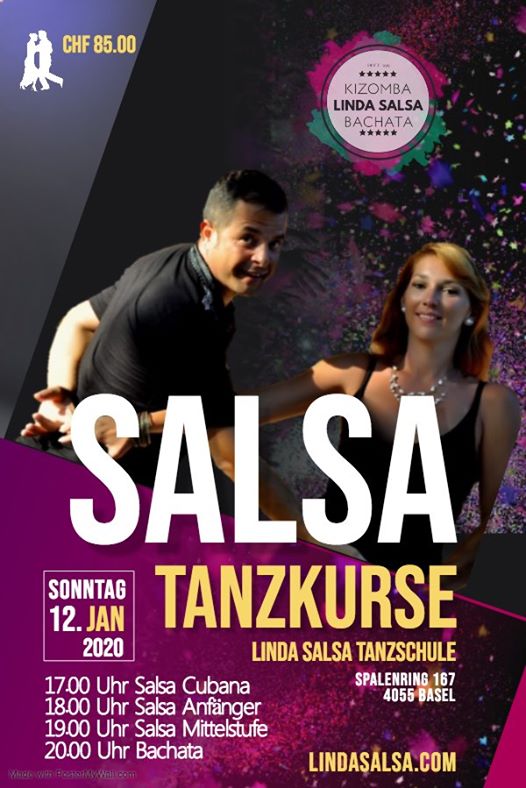 CHF 85.00
KIZOMBA
LINDA SALSA
BACHATA
SALSA
TANZKURSE
LINDA SALSA TANZSCHULE
SPALENRING 167
4055 BASEL
SONNTAG
12. JAN
2020
17.00 Uhr Salsa Cubana
18.00 Uhr Salsa Anfänger
19.00 Uhr Salsa Mittelstufe
20.00 Uhr Bachata
LINDASALSA.COM
Made with PosterMyWall.com